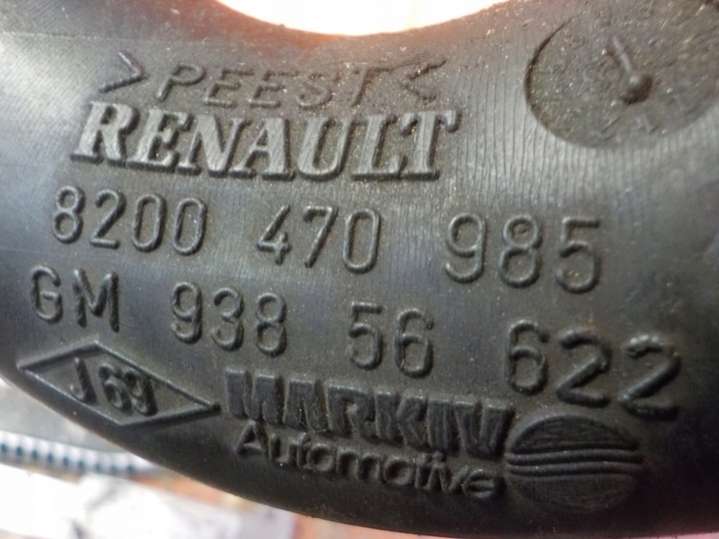 >PEEST<
RENAULT
8200 470 985
GM 938 56 622
J69
MARKIV
Automotive